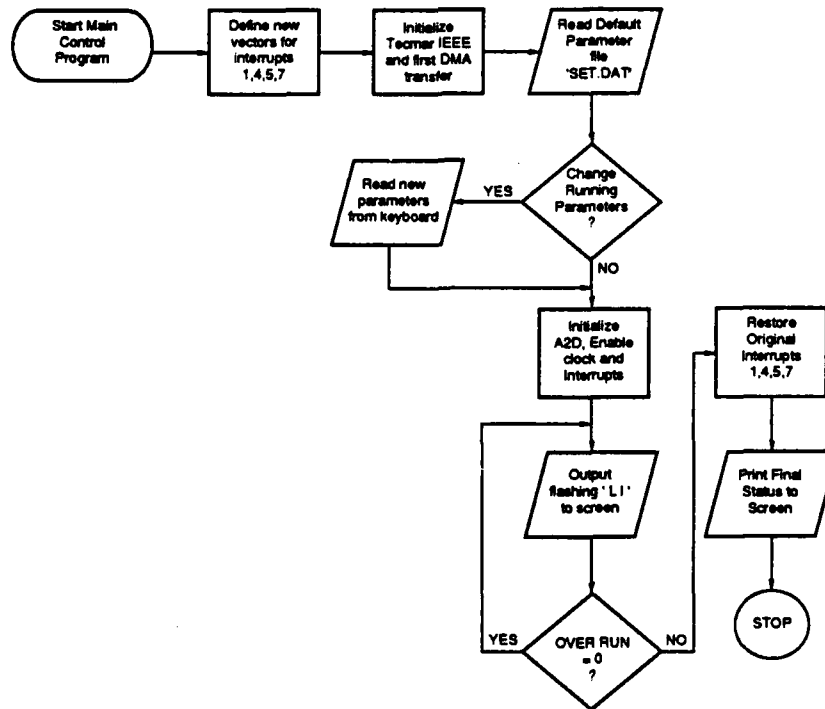 Start Main
Control
Program
Define new
vectors for
interrupts
1,4,5,7
Initialize
Tecmar IEEE
and first DMA
transfer
Read Default
Parameter
file
'SET.DAT'
Change
Running
Parameters
?
YES
Read new
parameters
from keyboard
NO
Initialize
A2D, Enable
clock and
Interrupts
Output
flashing ' L I '
to screen
OVER RUN
= 0
?
YES
NO
Restore
Original
Interrupts
1,4,5,7
Print Final
Status to
Screen
STOP